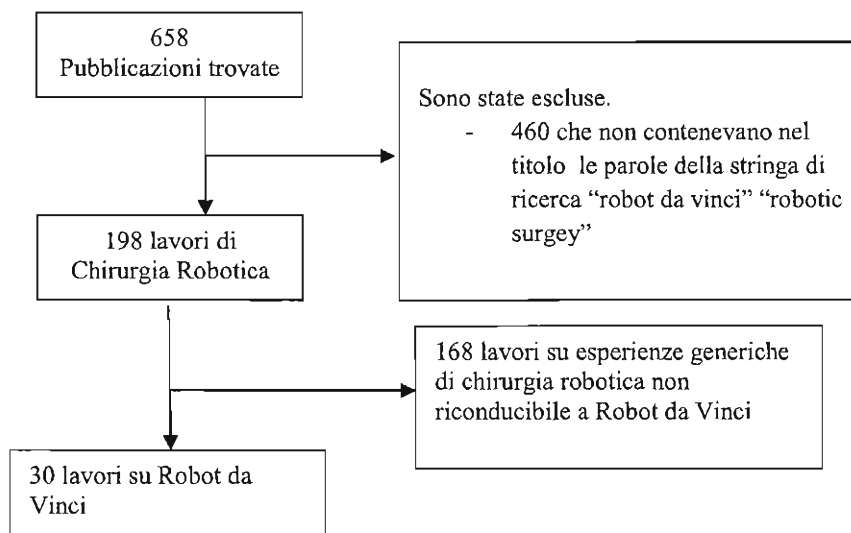 658
Pubblicazioni trovate
Sono state escluse.
- 460 che non contenevano nel
titolo le parole della stringa di
ricerca “robot da vinci” “robotic
surgey”
198 lavori di
Chirurgia Robotica
168 lavori su esperienze generiche
di chirurgia robotica non
riconducibile a Robot da Vinci
30 lavori su Robot da
Vinci